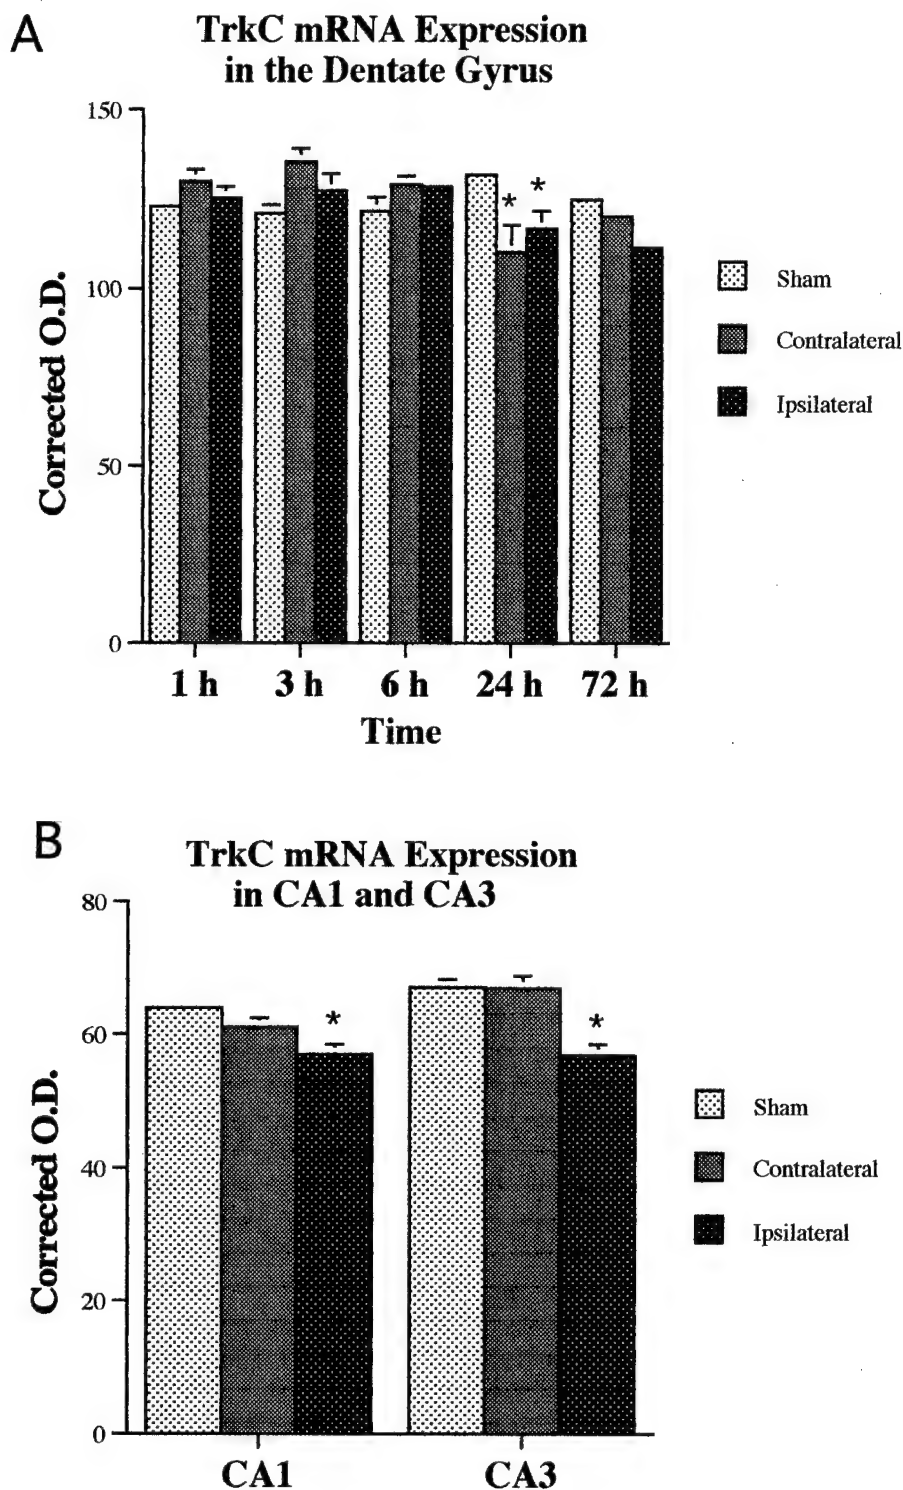 A
TrkC mRNA Expression
in the Dentate Gyrus
150
100
50
0
Corrected O.D.
*
*
1 h
3 h
6 h
24 h
72 h
Time
Sham
Contralateral
Ipsilateral
B
TrkC mRNA Expression
in CA1 and CA3
80
60
40
20
0
Corrected O.D.
*
*
CA1
CA3
Sham
Contralateral
Ipsilateral